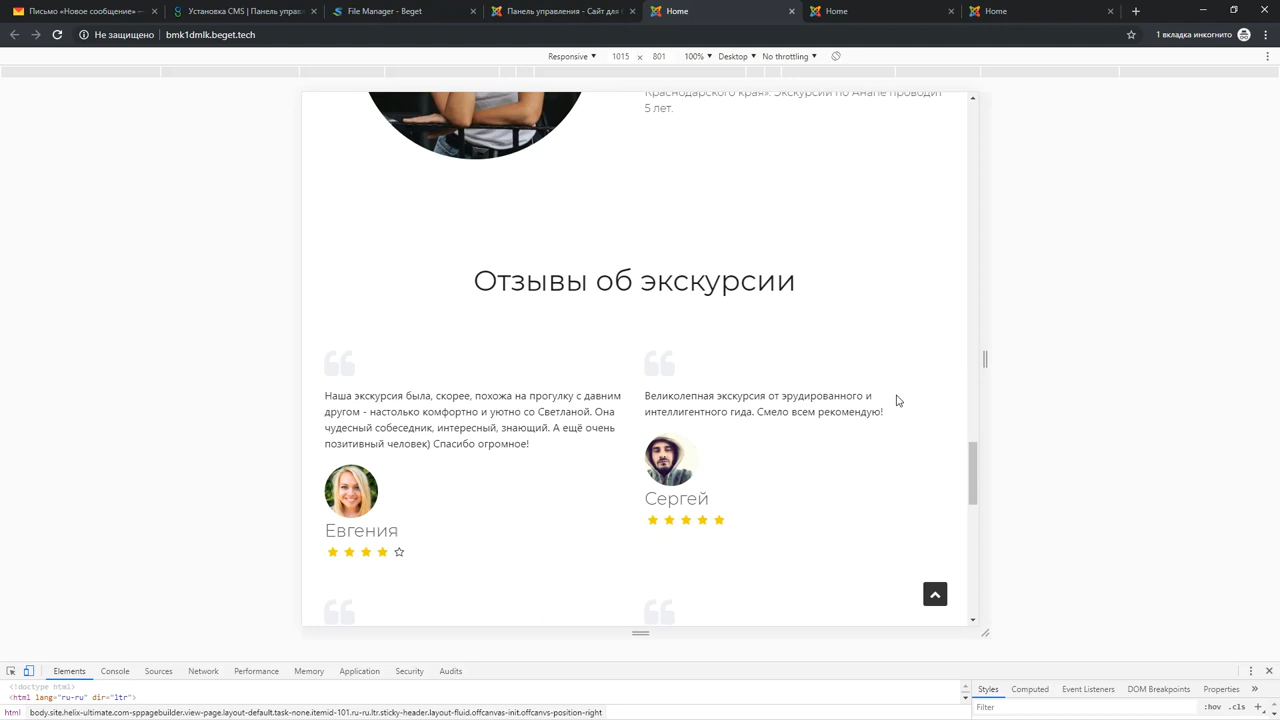 Письмо «Новое сообщение» —
Установка CMS | Панель управ
File Manager - Beget
Панель управления - Сайт для
Home
Home
Home
Не защищено
bmk1dmlk.beget.tech
1 вкладка инкогнито
Responsive
1015
×
801
100%
Desktop
No throttling
Краснодарского края». Экскурсии по Анапе проводит
5 лет.
Отзывы об экскурсии
Наша экскурсия была, скорее, похожа на прогулку с давним
другом - настолько комфортно и уютно со Светланой. Она
чудесный собеседник, интересный, знающий. А ещё очень
позитивный человек) Спасибо огромное!
Евгения
Великолепная экскурсия от эрудированного и
интеллигентного гида. Смело всем рекомендую!
Сергей
Elements
Console
Sources
Network
Performance
Memory
Application
Security
Audits
<!doctype html>
<html lang="ru-ru" dir="ltr">
html
body.site.helix-ultimate.com-sppagebuilder.view-page.layout-default.task-none.itemid-101.ru-ru.ltr.sticky-header.layout-fluid.offcanvas-init.offcanvs-position-right
Styles
Computed
Event Listeners
DOM Breakpoints
Properties
»
Filter
:hov
.cls